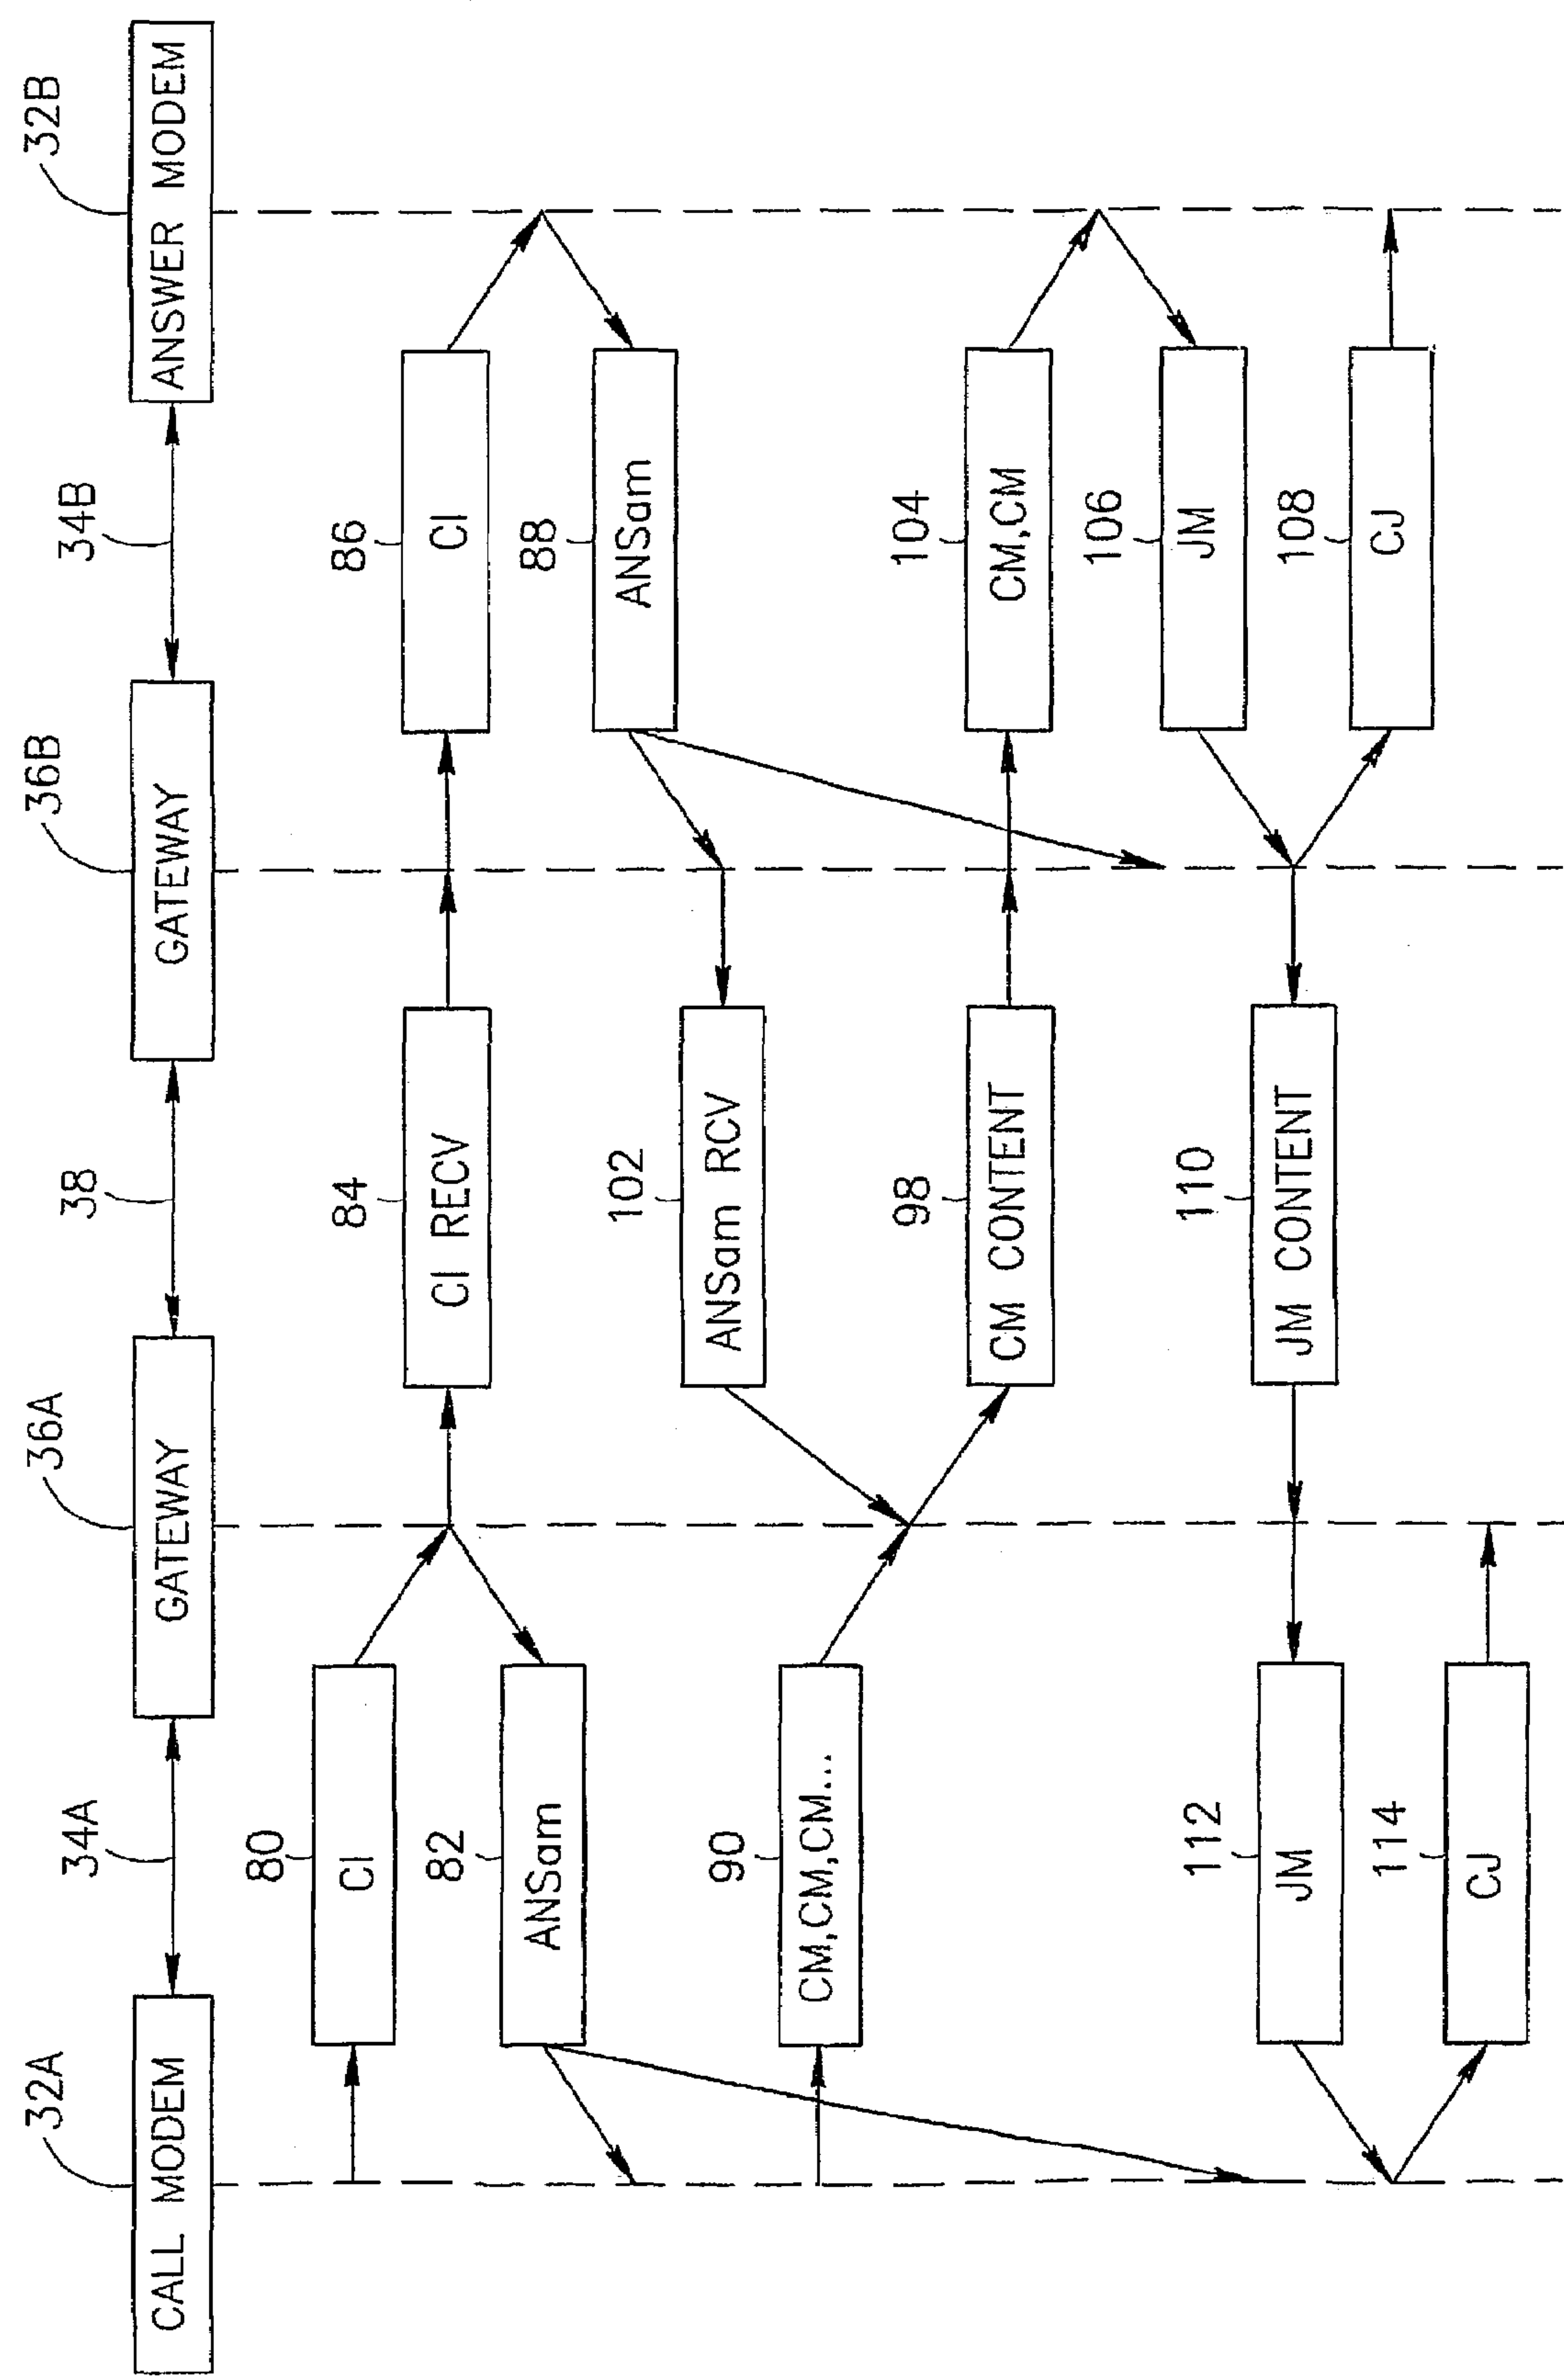 32A
34A
36A
38
36B
34B
32B
CALL MODEM
GATEWAY
GATEWAY
ANSWER MODEM
80
CI
84
CI RECV
86
CI
82
ANSam
88
ANSam
102
ANSam RCV
90
CM,CM,CM...
98
CM CONTENT
104
CM,CM
106
JM
112
JM
110
JM CONTENT
108
CJ
114
CJ